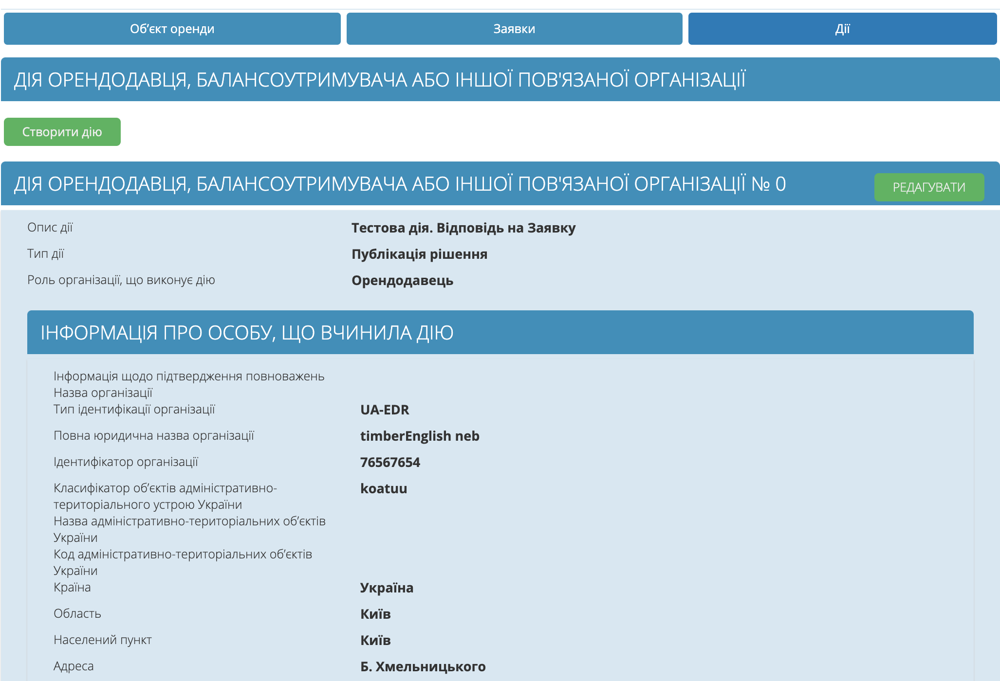 Об’єкт оренди
Заявки
Дії
ДІЯ ОРЕНДОДАВЦЯ, БАЛАНСОУТРИМУВАЧА АБО ІНШОЇ ПОВ'ЯЗАНОЇ ОРГАНІЗАЦІЇ
Створити дію
ДІЯ ОРЕНДОДАВЦЯ, БАЛАНСОУТРИМУВАЧА АБО ІНШОЇ ПОВ'ЯЗАНОЇ ОРГАНІЗАЦІЇ № 0
РЕДАГУВАТИ
Опис дії
Тестова дія. Відповідь на Заявку
Тип дії
Публікація рішення
Роль організації, що виконує дію
Орендодавець
ІНФОРМАЦІЯ ПРО ОСОБУ, ЩО ВЧИНИЛА ДІЮ
Інформація щодо підтвердження повноважень
Назва організації
Тип ідентифікації організації
UA-EDR
Повна юридична назва організації
timberEnglish neb
Ідентифікатор організації
76567654
Класифікатор об’єктів адміністративно-
koatuu
територіального устрою України
Назва адміністративно-територіальних об’єктів
України
Код адміністративно-територіальних об’єктів
України
Країна
Україна
Область
Київ
Населений пункт
Київ
Адреса
Б. Хмельницького